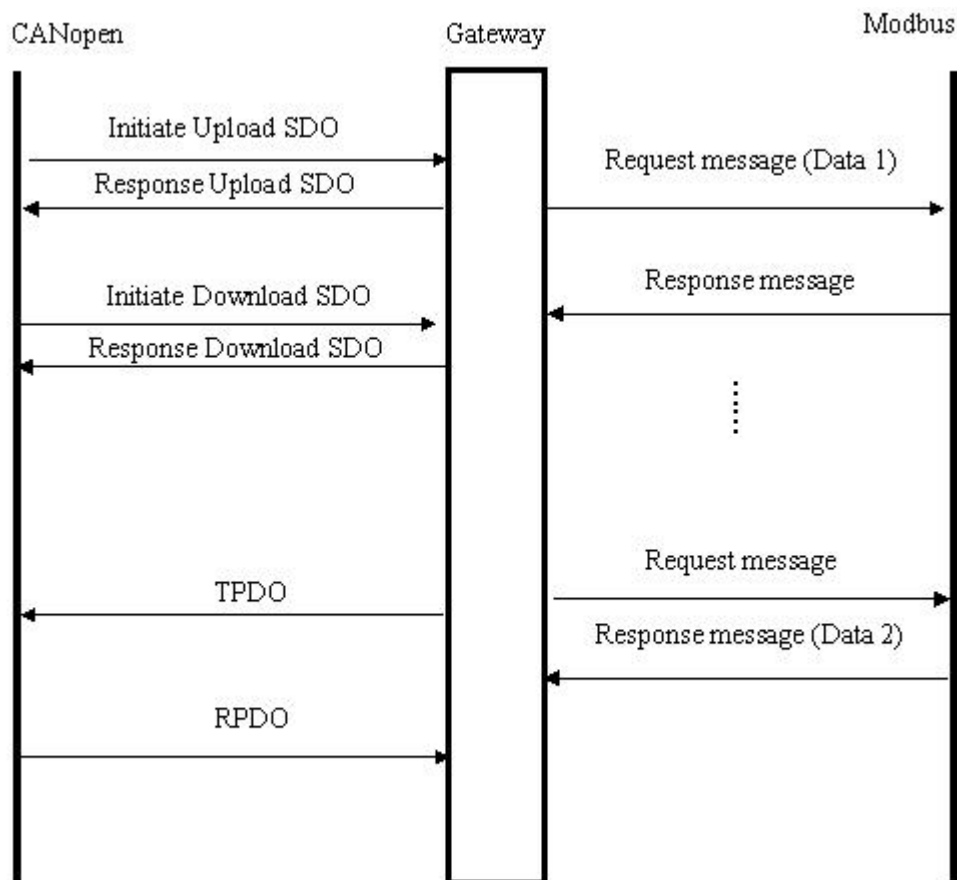 CANopen
Gateway
Modbus
Initiate Upload SDO
Request message (Data 1)
Response Upload SDO
Response message
Initiate Download SDO
Response Download SDO
Request message
TPDO
Response message (Data 2)
RPDO